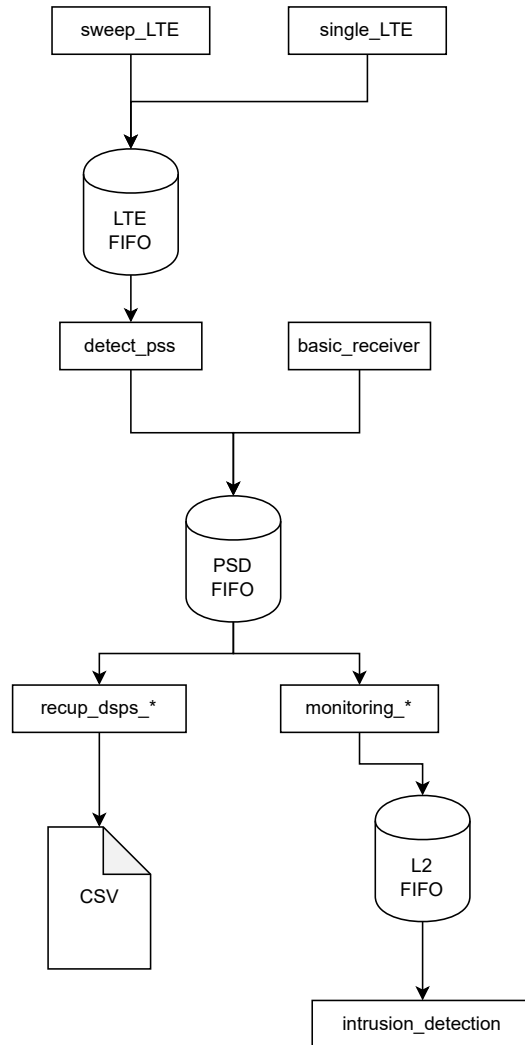 sweep_LTE
single_LTE
LTE
FIFO
detect_pss
basic_receiver
PSD
FIFO
recup_dsps_*
monitoring_*
CSV
L2
FIFO
intrusion_detection